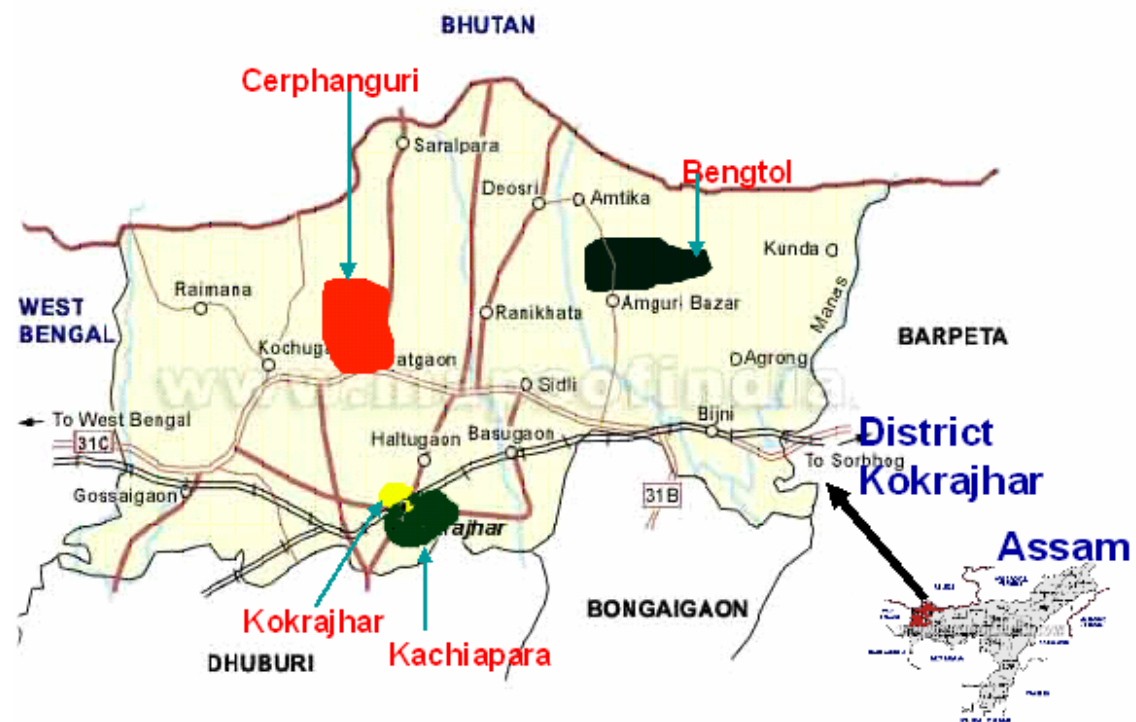 BHUTAN
Cerphanguri
Saralpara
Bengtol
Deosri
Amtika
Kunda
Manas
Raimana
WEST
BENGAL
Ranikhata
Amguri Bazar
BARPETA
Kochuga
atgaon
Agrong
Sidli
To West Bengal
31C
Haltugaon
Basugaon
Bijni
District
To Sorbhog
Kokrajhar
Gossaigaon
31B
rajhar
Assam
Kokrajhar
BONGAIGAON
DHUBURI
Kachiapara